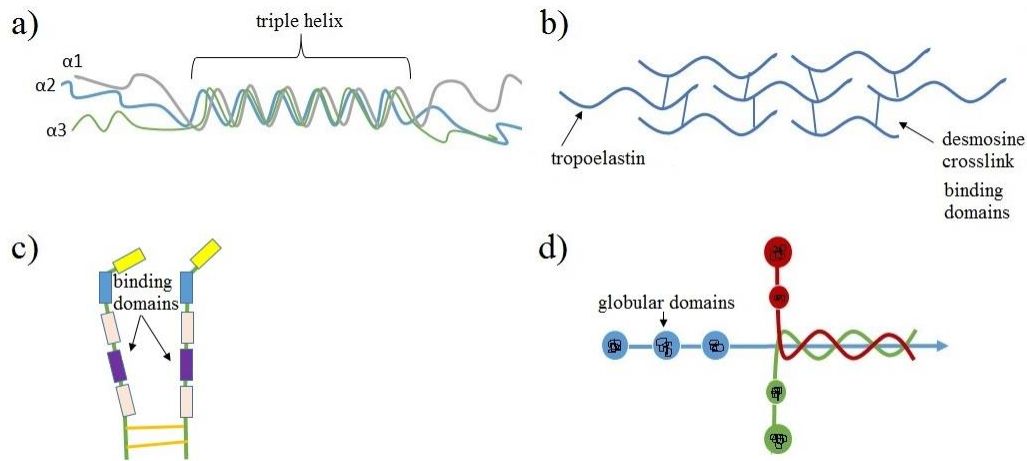 a)
triple helix
α1
α2
α3
b)
tropoelastin
desmosine
crosslink
binding
domains
c)
binding
domains
d)
globular domains